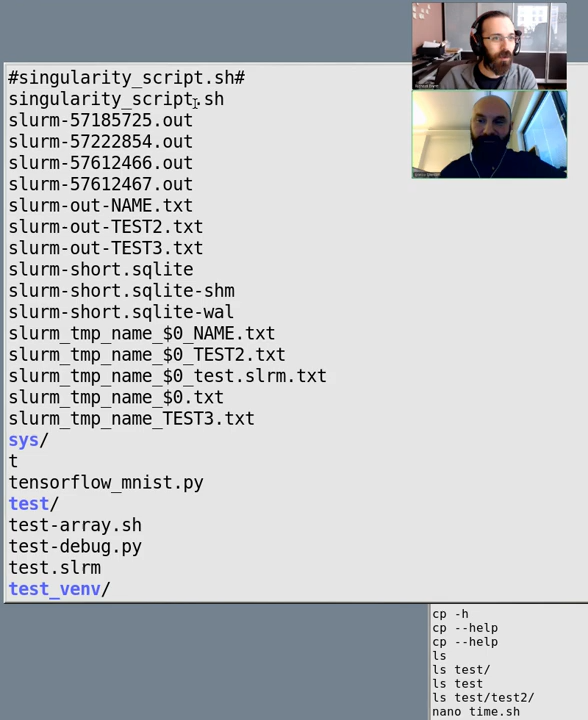 #singularity_script.sh#
singularity_script.sh
slurm-57185725.out
slurm-57222854.out
slurm-57612466.out
slurm-57612467.out
slurm-out-NAME.txt
slurm-out-TEST2.txt
slurm-out-TEST3.txt
slurm-short.sqlite
slurm-short.sqlite-shm
slurm-short.sqlite-wal
slurm_tmp_name_$0_NAME.txt
slurm_tmp_name_$0_TEST2.txt
slurm_tmp_name_$0_test.slrm.txt
slurm_tmp_name_$0.txt
slurm_tmp_name_TEST3.txt
sys/
t
tensorflow_mnist.py
test/
test-array.sh
test-debug.py
test.slrm
test_venv/
cp -h
cp --help
cp --help
ls
ls test/
ls test
ls test/test2/
nano time.sh